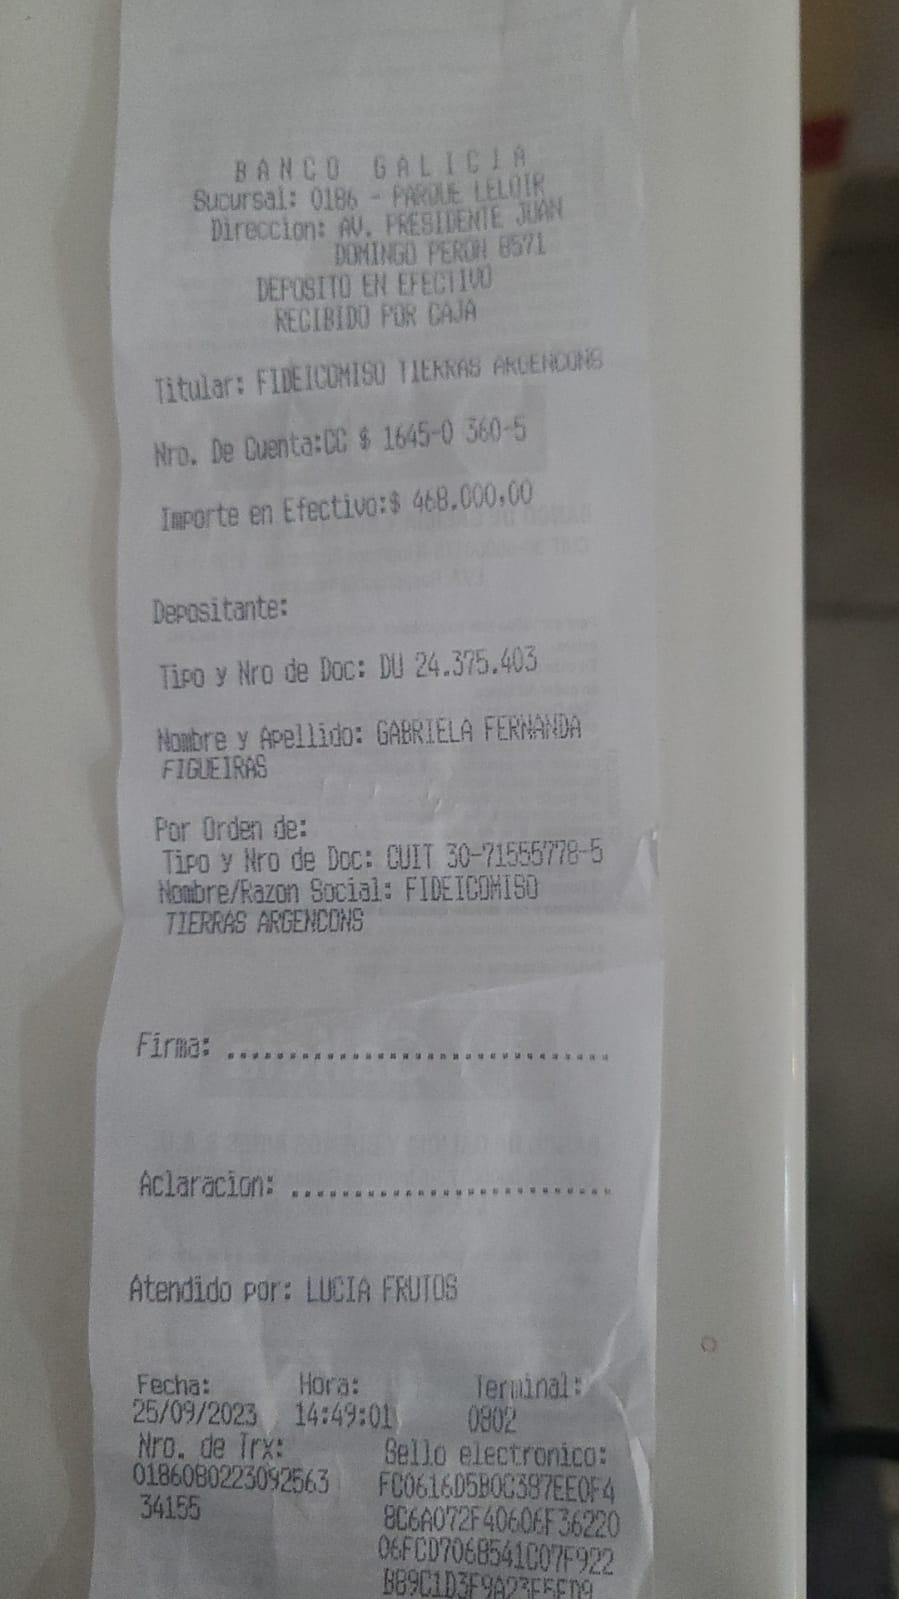 BANCO GALICIA
Sucursal: 0186 - PARQUE LELOIR
Direccion: AV. PRESIDENTE JUAN
DOMINGO PERON 8571
DEPOSITO EN EFECTIVO
RECIBIDO POR CAJA
Titular: FIDEICOMISO TIERRAS ARGENCONS
Nro. De Cuenta:CC $ 1645-0 360-5
Importe en Efectivo:$ 468.000,00
Depositante:
Tipo y Nro de Doc: DU 24.375.403
Nombre y Apellido: GABRIELA FERNANDA
FIGUEIRAS
Por Orden de:
Tipo y Nro de Doc: CUIT 30-71555778-5
Nombre/Razon Social: FIDEICOMISO
TIERRAS ARGENCONS
Firma: ..............................
Aclaracion: ..............................
Atendido por: LUCIA FRUTOS
Fecha: Hora: Terminal:
25/09/2023 14:49:01 0802
Nro. de Trx: Sello electronico:
0186080223092563 FC0616D5B0C387EE0F4
34155 8C6A072F40606F36220
06FCD706B541C07F922